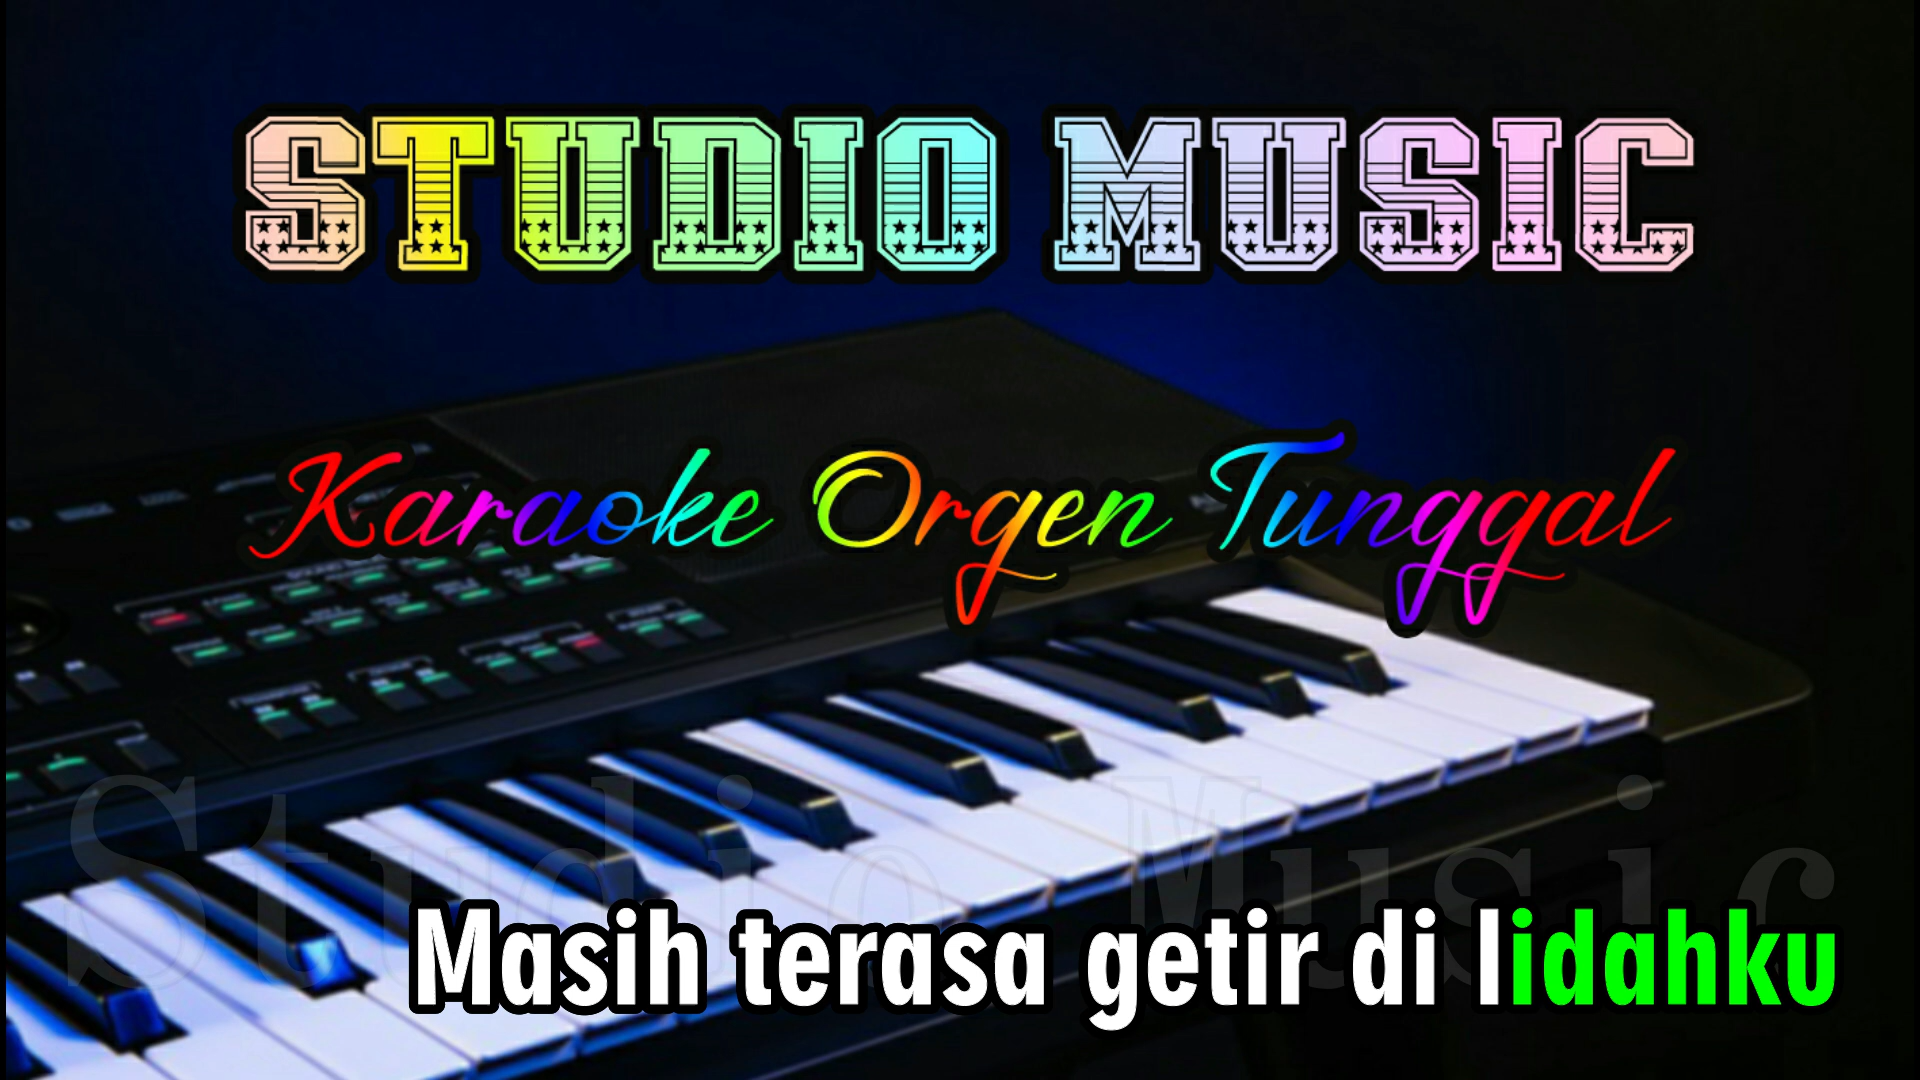 STUDIO MUSIC
Karaoke Orgen Tunggal
Studio Music
Masih terasa getir di lidahku